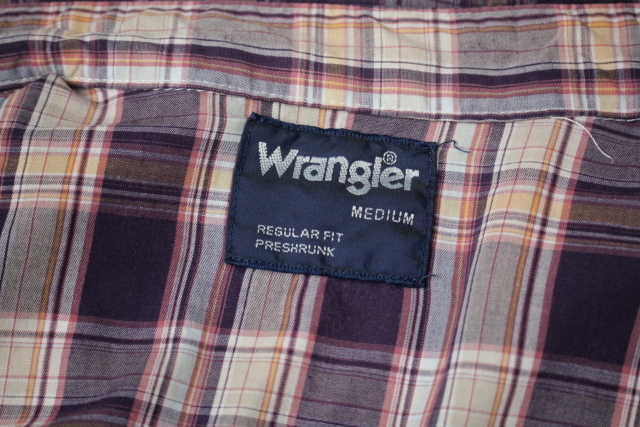 Wrangler®
MEDIUM
REGULAR FIT
PRESHRUNK